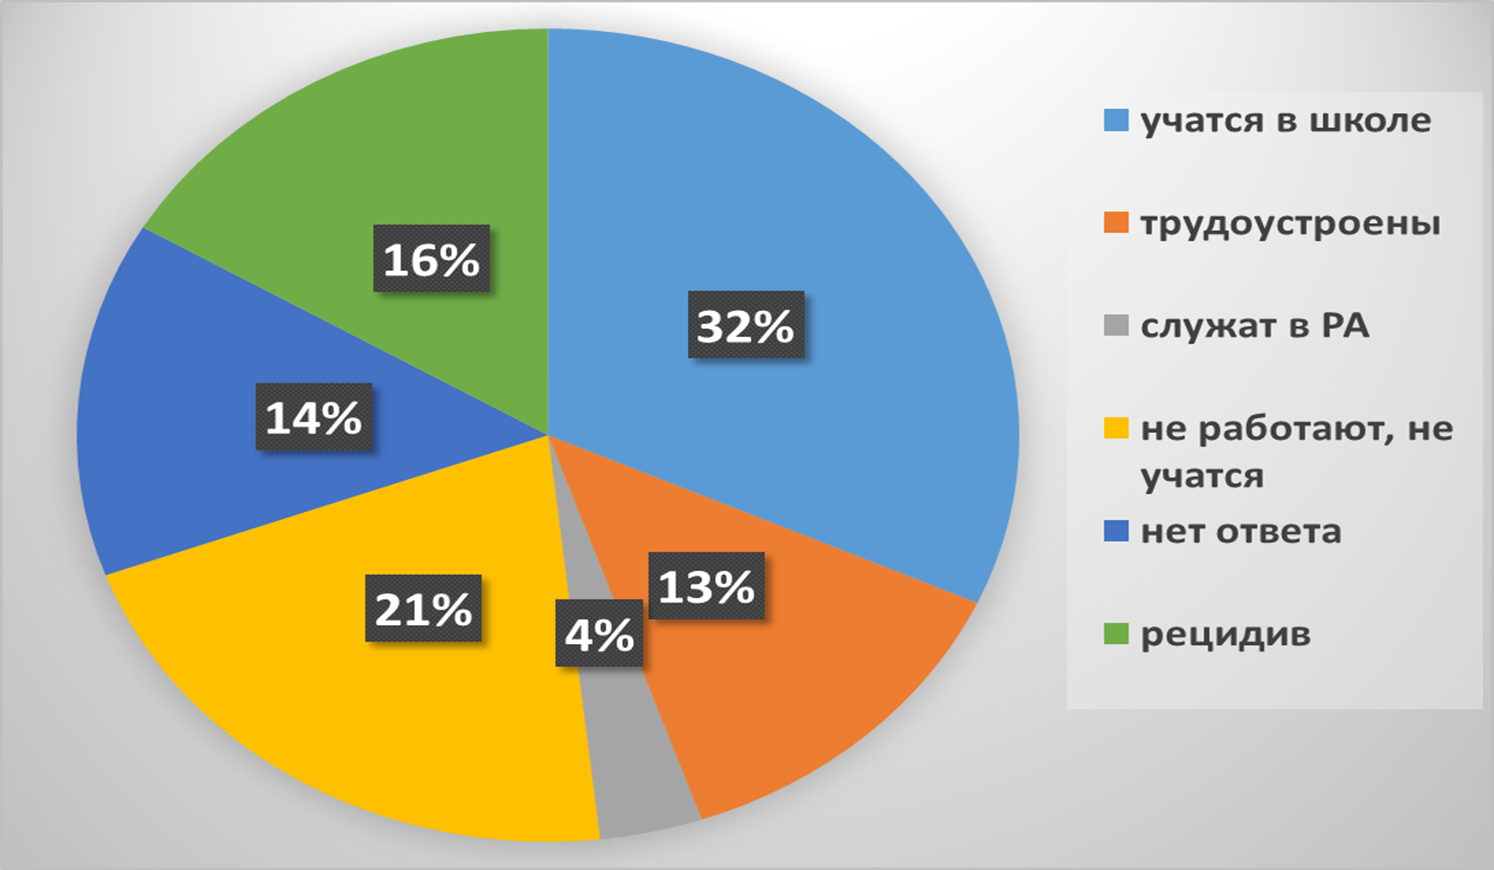 16%
32%
14%
13%
21%
4%
учатся в школе
трудоустроены
служат в РА
не работают, не
учатся
нет ответа
рецидив